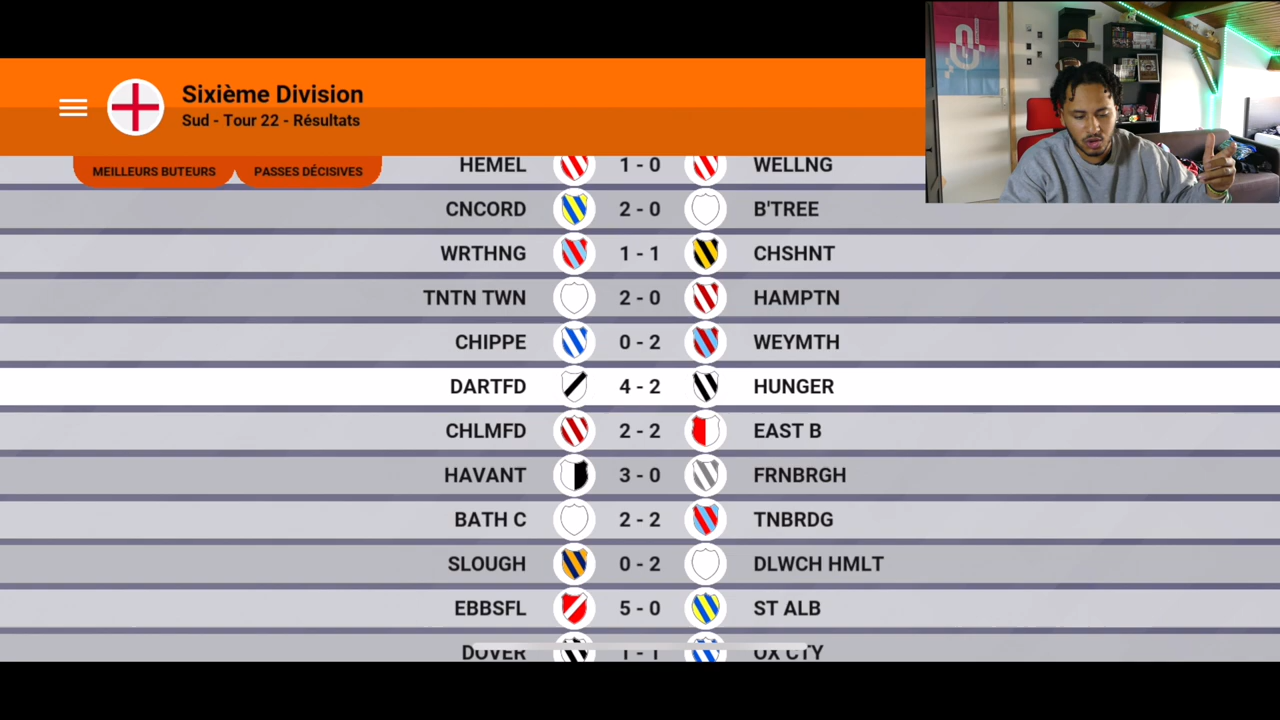 Sixième Division
Sud - Tour 22 - Résultats
MEILLEURS BUTEURS PASSES DÉCISIVES
HEMEL 1 - 0 WELLNG
CNCORD 2 - 0 B'TREE
WRTHNG 1 - 1 CHSHNT
TNTN TWN 2 - 0 HAMPTN
CHIPPE 0 - 2 WEYMTH
DARTFD 4 - 2 HUNGER
CHLMFD 2 - 2 EAST B
HAVANT 3 - 0 FRNBRGH
BATH C 2 - 2 TNBRDG
SLOUGH 0 - 2 DLWCH HMLT
EBBSFL 5 - 0 ST ALB
DOVER 1 - 1 OX CTY